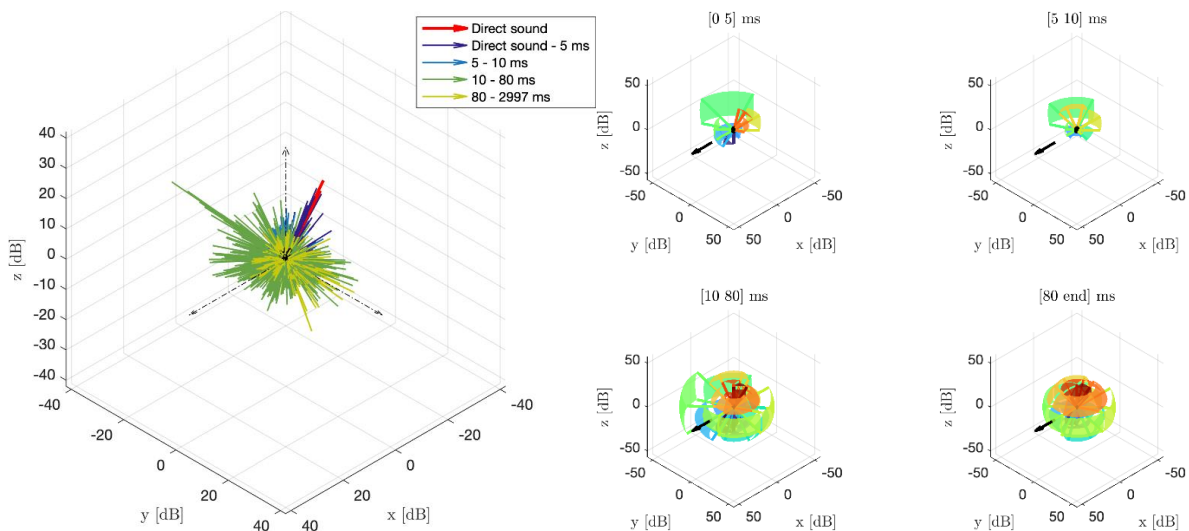 Direct sound
Direct sound - 5 ms
5 - 10 ms
10 - 80 ms
80 - 2997 ms
40
30
20
10
0
-10
-20
-30
-40
z [dB]
-40
-20
0
20
40
y [dB]
40
20
0
-20
-40
x [dB]
[0 5] ms
50
0
-50
z [dB]
-50
0
50
y [dB]
50
0
-50
x [dB]
[5 10] ms
50
0
-50
z [dB]
-50
0
50
y [dB]
50
0
-50
x [dB]
[10 80] ms
50
0
-50
z [dB]
-50
0
50
y [dB]
50
0
-50
x [dB]
[80 end] ms
50
0
-50
z [dB]
-50
0
50
y [dB]
50
0
-50
x [dB]